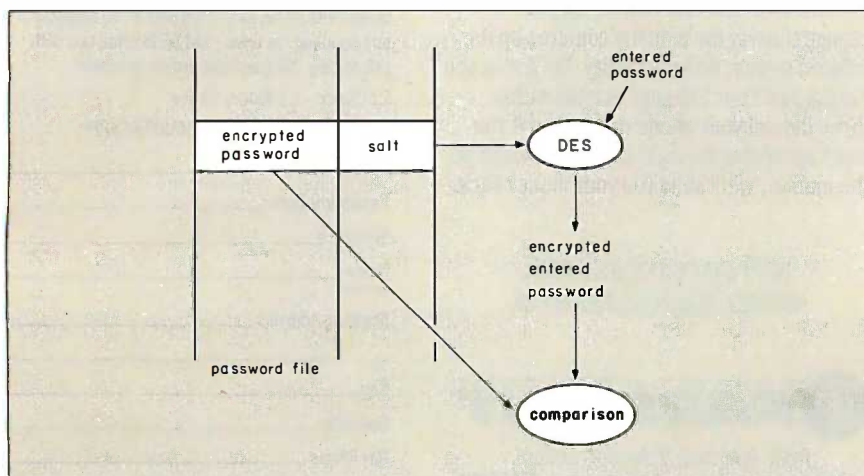 entered
password
encrypted
password
salt
DES
encrypted
entered
password
password file
comparison